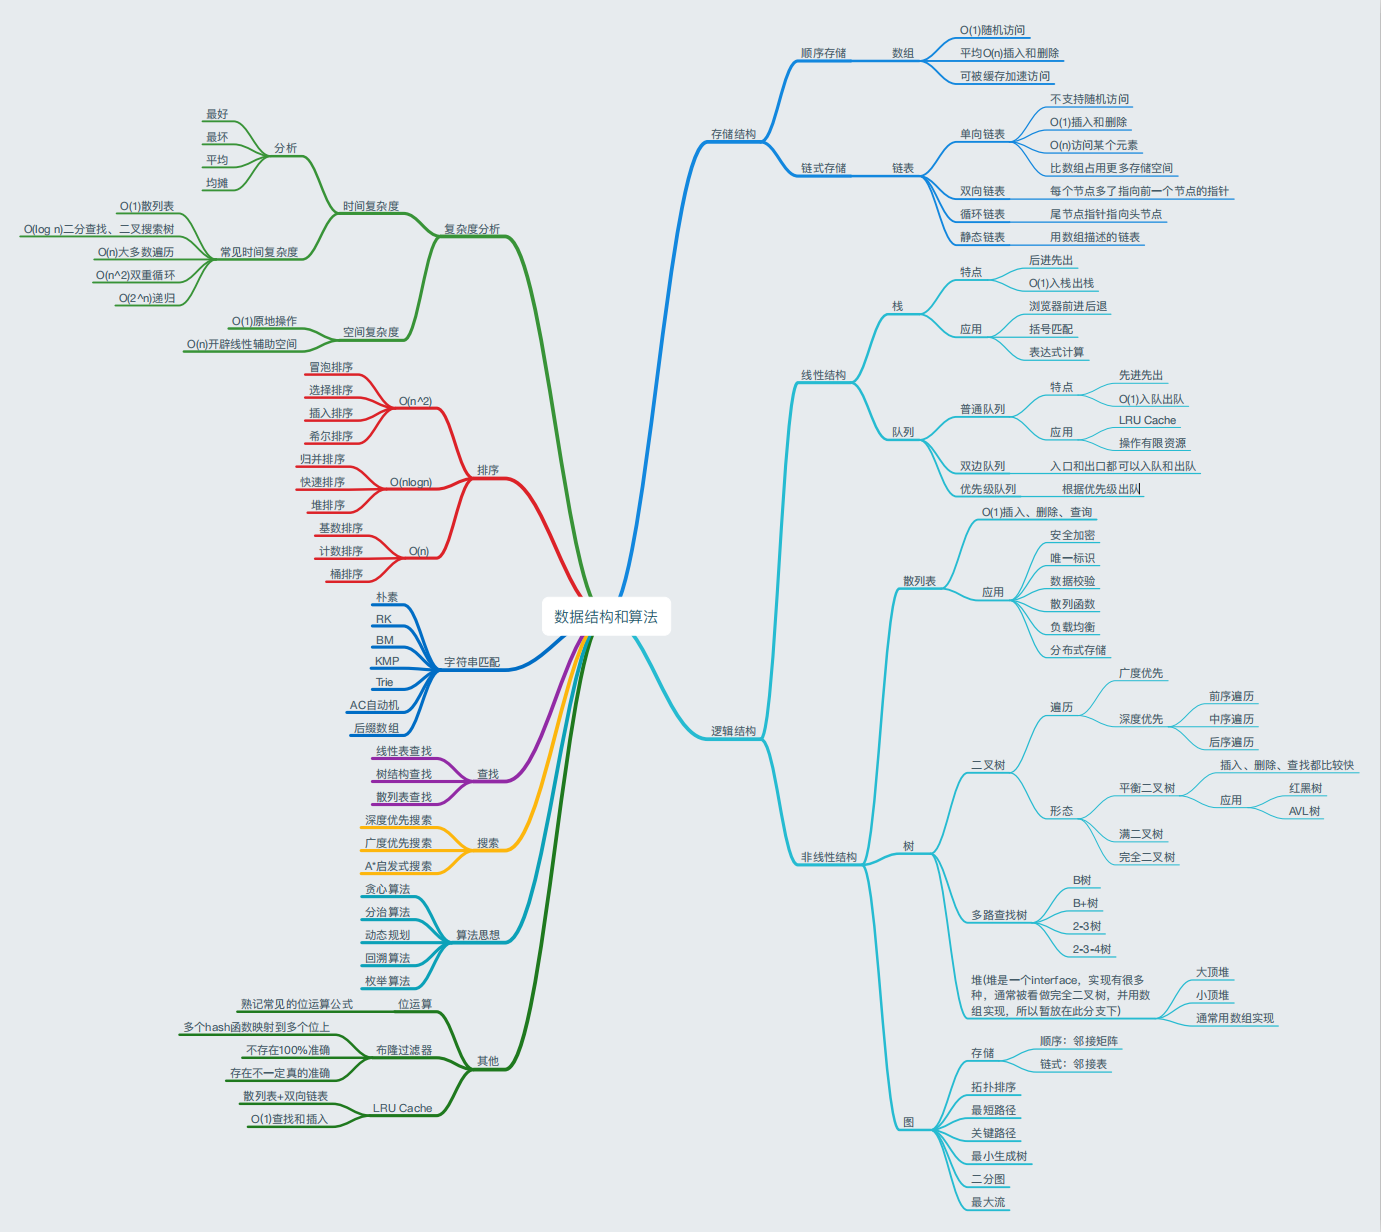 数据结构和算法
存储结构
顺序存储
数组
O(1)随机访问
平均O(n)插入和删除
可被缓存加速访问
链式存储
链表
单向链表
不支持随机访问
O(1)插入和删除
O(n)访问某个元素
比数组占用更多存储空间
双向链表
每个节点多了指向前一个节点的指针
循环链表
尾节点指针指向头节点
静态链表
用数组描述的链表
逻辑结构
线性结构
栈
特点
后进先出
O(1)入栈出栈
应用
浏览器前进后退
括号匹配
表达式计算
队列
普通队列
特点
先进先出
O(1)入队出队
应用
LRU Cache
操作有限资源
双边队列
入口和出口都可以入队和出队
优先级队列
根据优先级出队
非线性结构
散列表
O(1)插入、删除、查询
应用
安全加密
唯一标识
数据校验
散列函数
负载均衡
分布式存储
树
二叉树
遍历
广度优先
深度优先
前序遍历
中序遍历
后序遍历
形态
平衡二叉树
插入、删除、查找都比较快
应用
红黑树
AVL树
满二叉树
完全二叉树
多路查找树
B树
B+树
2-3树
2-3-4树
堆(堆是一个interface，实现有很多
种，通常被看做完全二叉树，并用数
组实现，所以暂放在此分支下)
大顶堆
小顶堆
通常用数组实现
图
存储
顺序：邻接矩阵
链式：邻接表
拓扑排序
最短路径
关键路径
最小生成树
二分图
最大流
复杂度分析
时间复杂度
分析
最好
最坏
平均
均摊
常见时间复杂度
O(1)散列表
O(log n)二分查找、二叉搜索树
O(n)大多数遍历
O(n^2)双重循环
O(2^n)递归
空间复杂度
O(1)原地操作
O(n)开辟线性辅助空间
排序
O(n^2)
冒泡排序
选择排序
插入排序
希尔排序
O(nlogn)
归并排序
快速排序
堆排序
O(n)
基数排序
计数排序
桶排序
字符串匹配
朴素
RK
BM
KMP
Trie
AC自动机
后缀数组
查找
线性表查找
树结构查找
散列表查找
搜索
深度优先搜索
广度优先搜索
A*启发式搜索
算法思想
贪心算法
分治算法
动态规划
回溯算法
枚举算法
其他
位运算
熟记常见的位运算公式
布隆过滤器
多个hash函数映射到多个位上
不存在100%准确
存在不一定真的准确
LRU Cache
散列表+双向链表
O(1)查找和插入